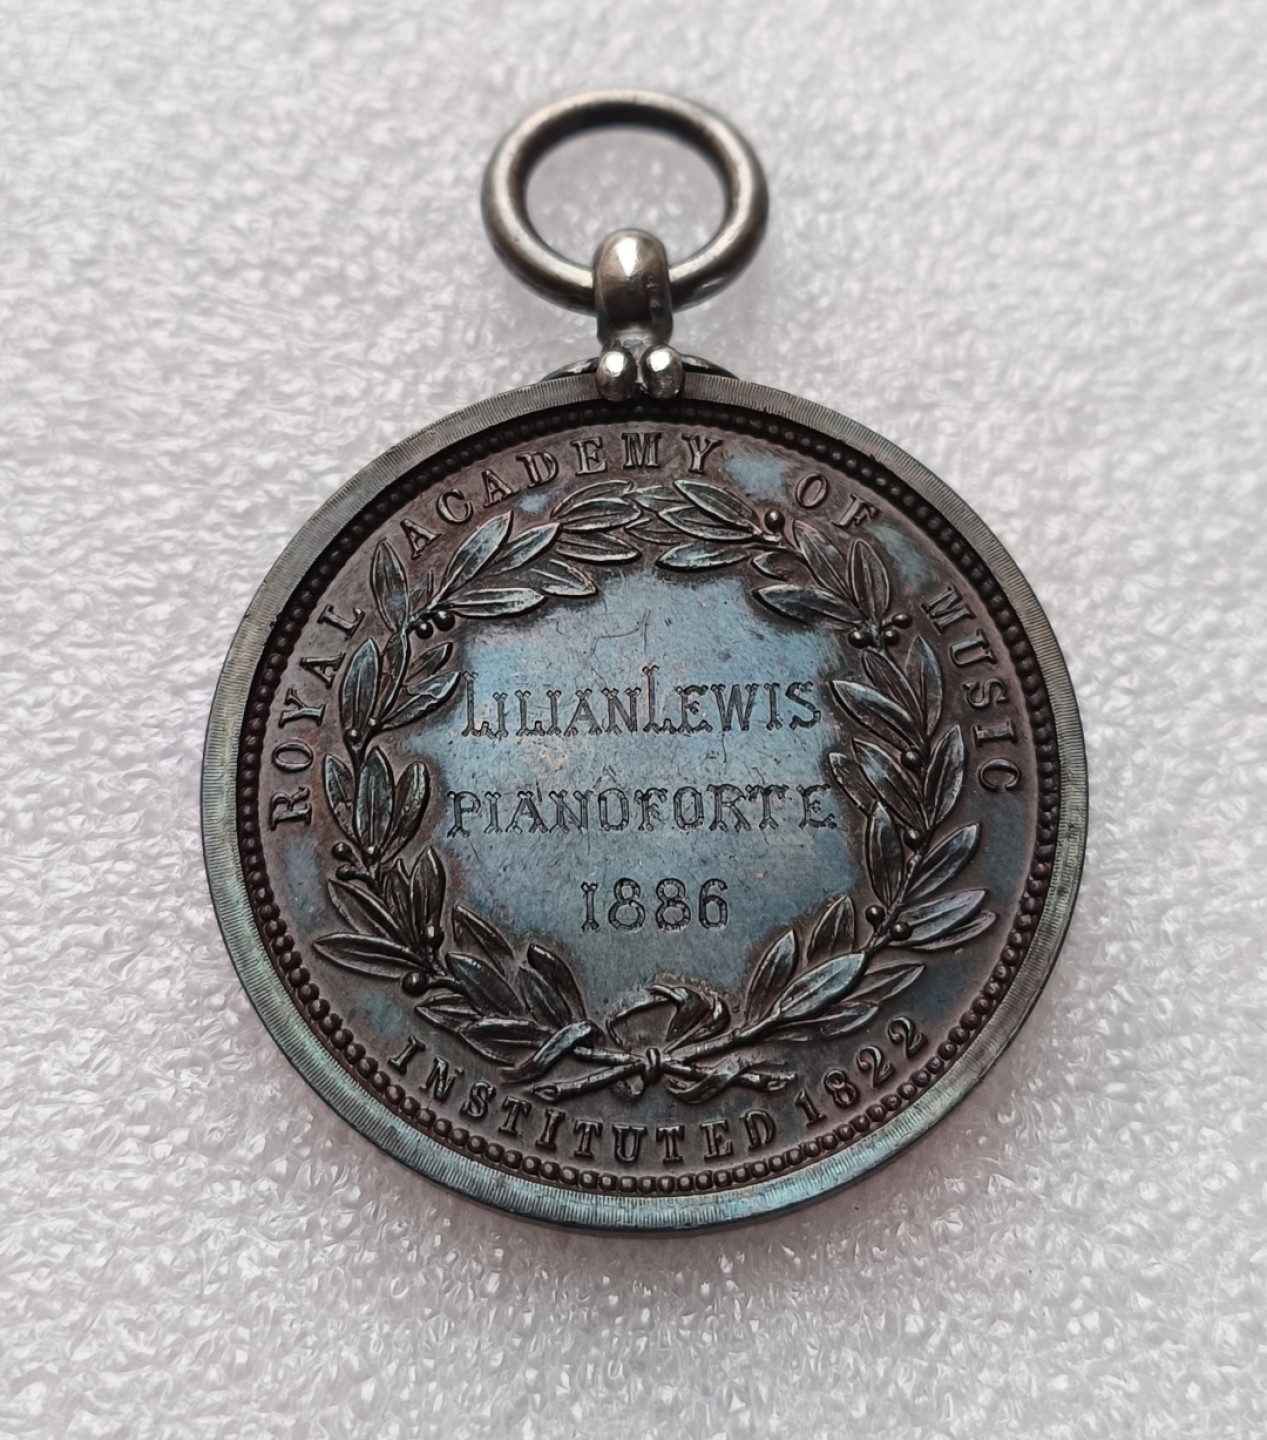 ROYAL ACADEMY OF MUSIC
LILIAN LEWIS
PIANOFORTE
1886
INSTITUTED 1822